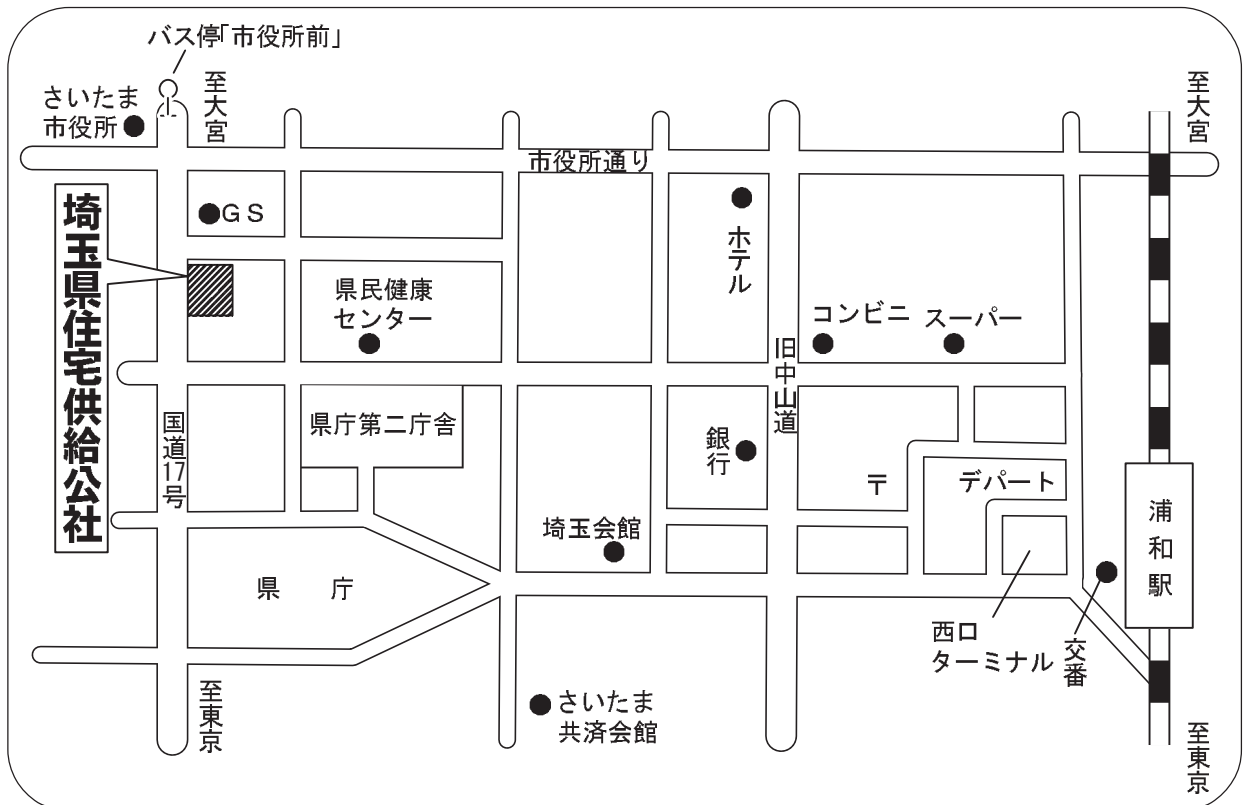 バス停「市役所前」
至大宮
さいたま
市役所
至大宮
市役所通り
GS
埼玉県住宅供給公社
ホテル
県民健康
センター
コンビニ
スーパー
旧中山道
国道17号
県庁第二庁舎
銀行
〒
デパート
浦和駅
埼玉会館
県庁
西口
ターミナル
交番
至東京
さいたま
共済会館
至東京